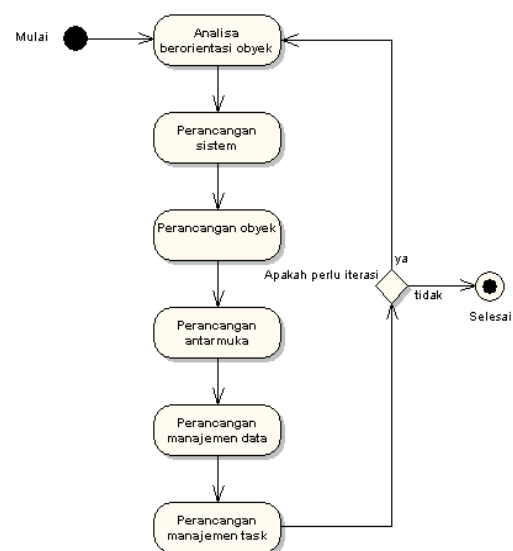 Mulai
Analisa
berorientasi obyek
Perancangan
sistem
Perancangan obyek
ya
Apakah perlu iterasi
tidak
Selesai
Perancangan
antarmuka
Perancangan
manajemen data
Perancangan
manajemen task